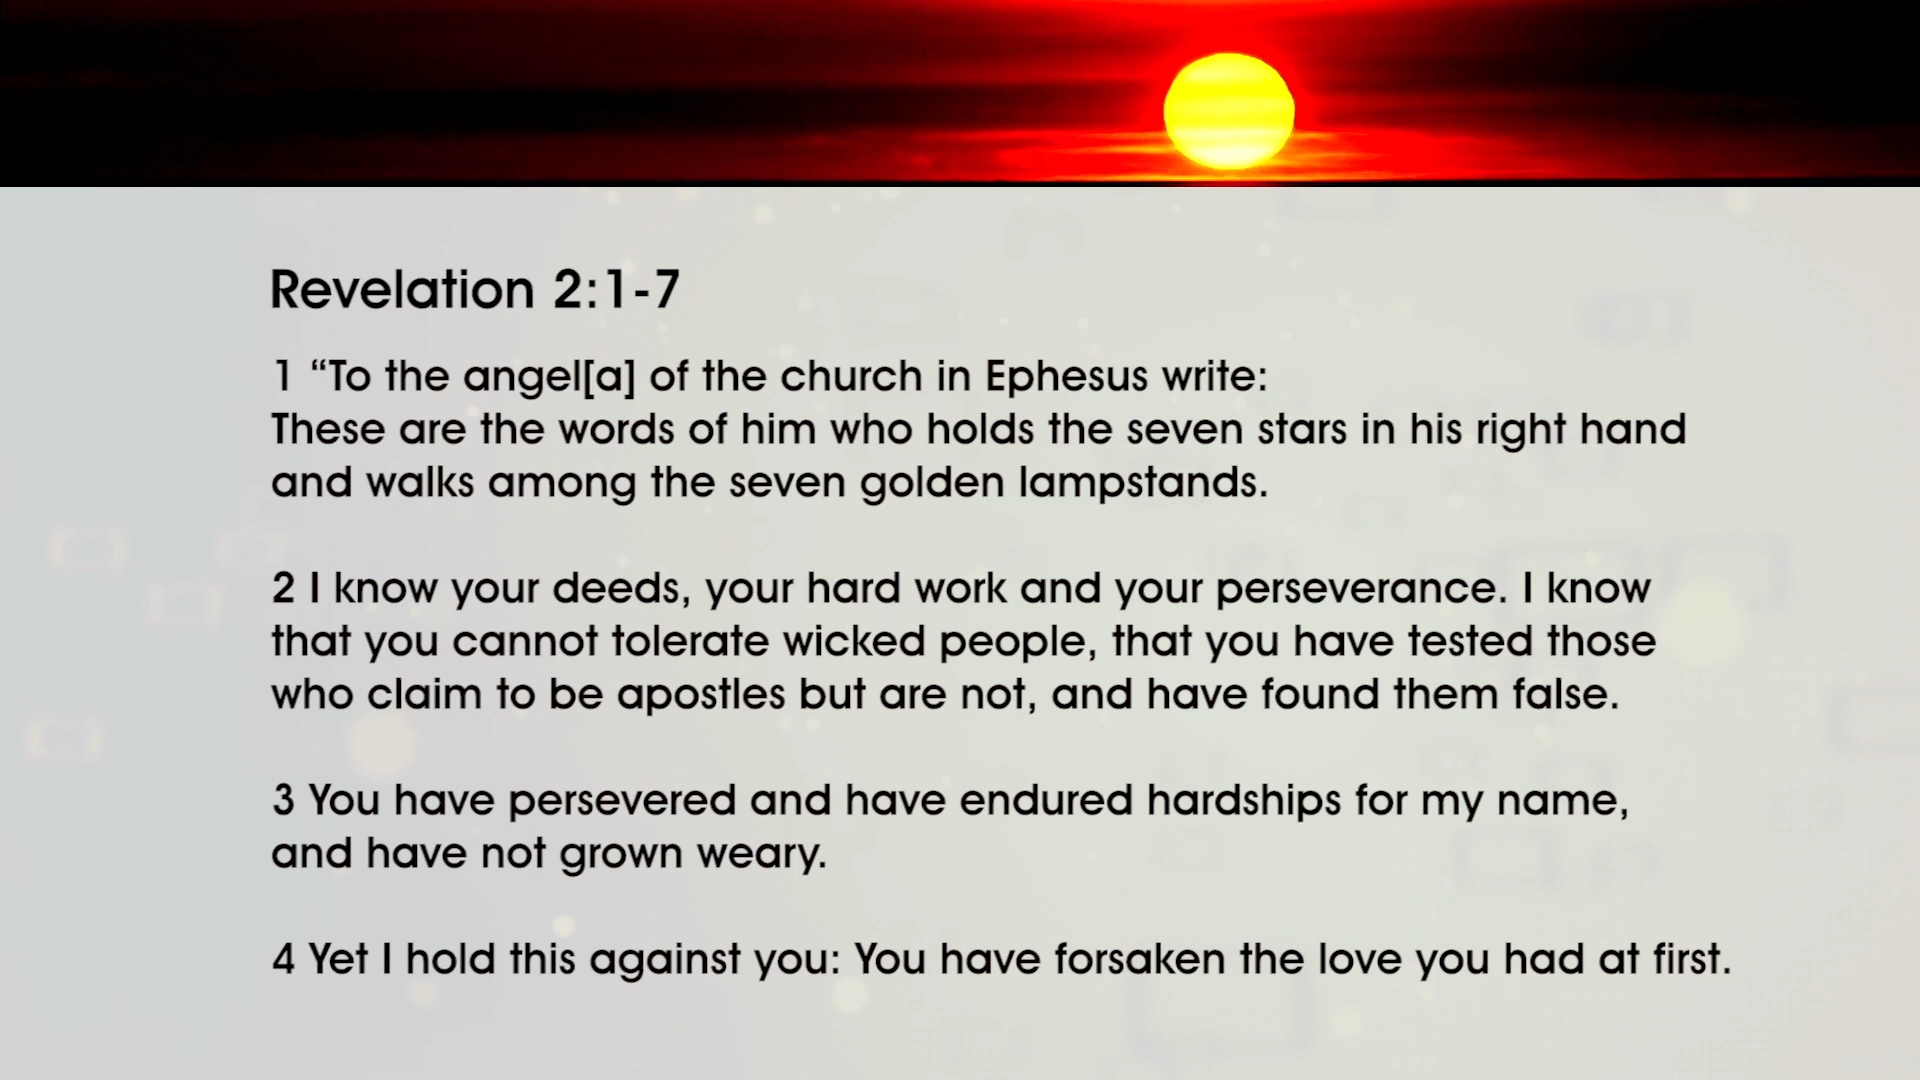 Revelation 2:1-7
1 “To the angel[a] of the church in Ephesus write:
These are the words of him who holds the seven stars in his right hand
and walks among the seven golden lampstands.
2 I know your deeds, your hard work and your perseverance. I know
that you cannot tolerate wicked people, that you have tested those
who claim to be apostles but are not, and have found them false.
3 You have persevered and have endured hardships for my name,
and have not grown weary.
4 Yet I hold this against you: You have forsaken the love you had at first.